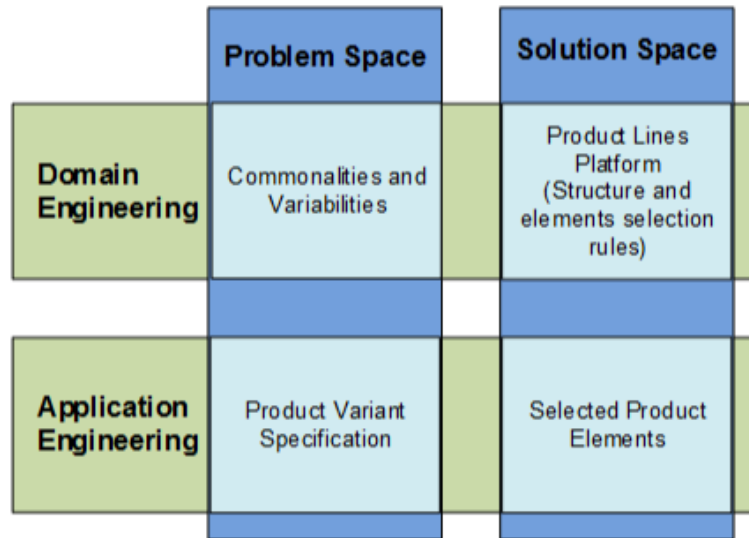 Problem Space
Solution Space
Domain
Engineering
Commonalities and
Variabilities
Product Lines
Platform
(Structure and
elements selection
rules)
Application
Engineering
Product Variant
Specification
Selected Product
Elements